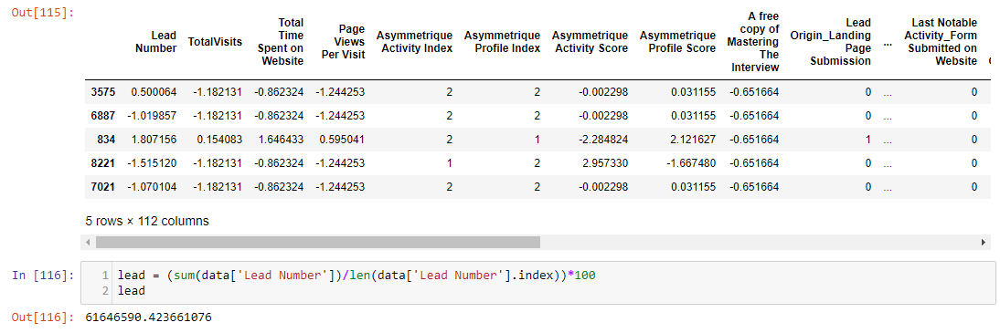 Out[115]:
Lead Number TotalVisits Total Time Spent on Website Page Views Per Visit Asymmetrique Activity Index Asymmetrique Profile Index Asymmetrique Activity Score Asymmetrique Profile Score A free copy of Mastering The Interview Lead Origin_Landing Page Submission ... Last Notable Activity_Form Submitted on Website
3575 0.500064 -1.182131 -0.862324 -1.244253 2 2 -0.002298 0.031155 -0.651664 0 ... 0
6887 -1.019857 -1.182131 -0.862324 -1.244253 2 2 -0.002298 0.031155 -0.651664 0 ... 0
834 1.807156 0.154083 1.646433 0.595041 2 1 -2.284824 2.121627 -0.651664 1 ... 0
8221 -1.515120 -1.182131 -0.862324 -1.244253 1 2 2.957330 -1.667480 -0.651664 0 ... 0
7021 -1.070104 -1.182131 -0.862324 -1.244253 2 2 -0.002298 0.031155 -0.651664 0 ... 0
5 rows × 112 columns
In [116]:
1 lead = (sum(data['Lead Number'])/len(data['Lead Number'].index))*100
2 lead
Out[116]: 61646590.423661076